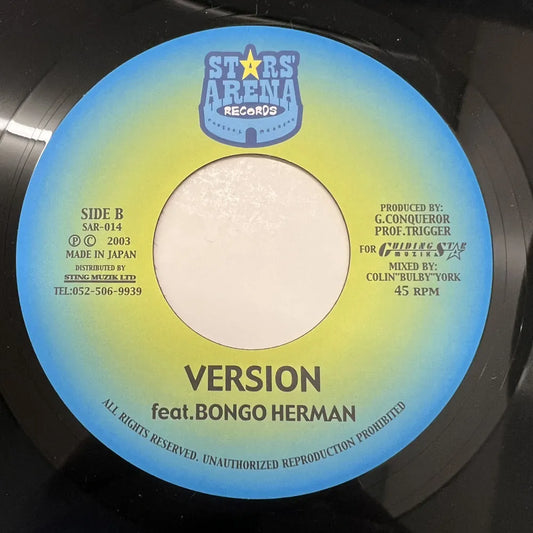 STARS
ARENA
RECORDS
SIDE B
SAR-014
Ⓟ © 2003
MADE IN JAPAN
DISTRIBUTED BY
STING MUZIK LTD
TEL:052-506-9939
PRODUCED BY:
G.CONQUEROR
PROF.TRIGGER
FOR GUIDING STAR
MUZIK
MIXED BY:
COLIN"BULBY"YORK
45 RPM
VERSION
feat.BONGO HERMAN
ALL RIGHTS RESERVED. UNAUTHORIZED REPRODUCTION PROHIBITED